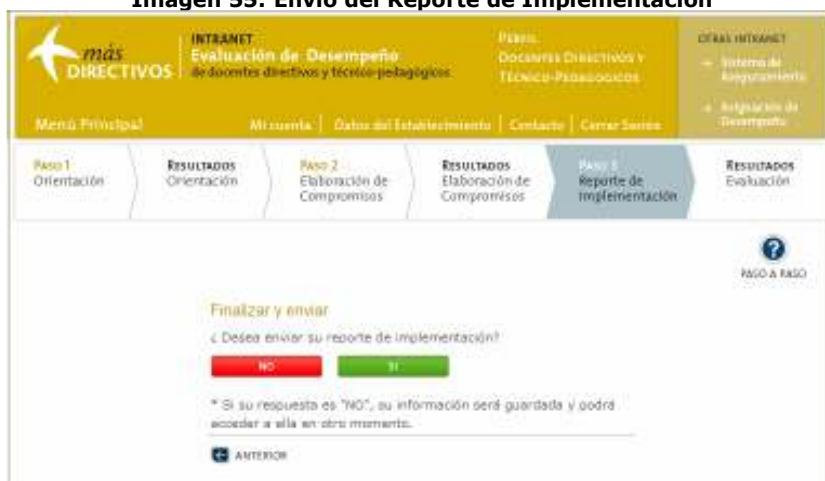 Imagen 55: Envío del Reporte de Implementación
más
DIRECTIVOS
INTRANET
Evaluación de Desempeño
de docentes directivos y técnico-pedagógicos
PERFIL
DOCENTES DIRECTIVOS Y
TÉCNICO-PEDAGOGICOS
OTRAS INTRANET
Sistema de
Aseguramiento
Asignación de
Desempeño
Menú Principal
Mi cuenta | Datos del Establecimiento | Contacto | Cerrar Sesión
PASO 1
Orientación
RESULTADOS
Orientación
PASO 2
Elaboración de
Compromisos
RESULTADOS
Elaboración de
Compromisos
PASO 3
Reporte de
Implementación
RESULTADOS
Evaluación
?
PASO A PASO
Finalizar y enviar
¿ Desea enviar su reporte de implementación?
NO
SI
* Si su respuesta es "NO", su información será guardada y podrá
acceder a ella en otro momento.
ANTERIOR